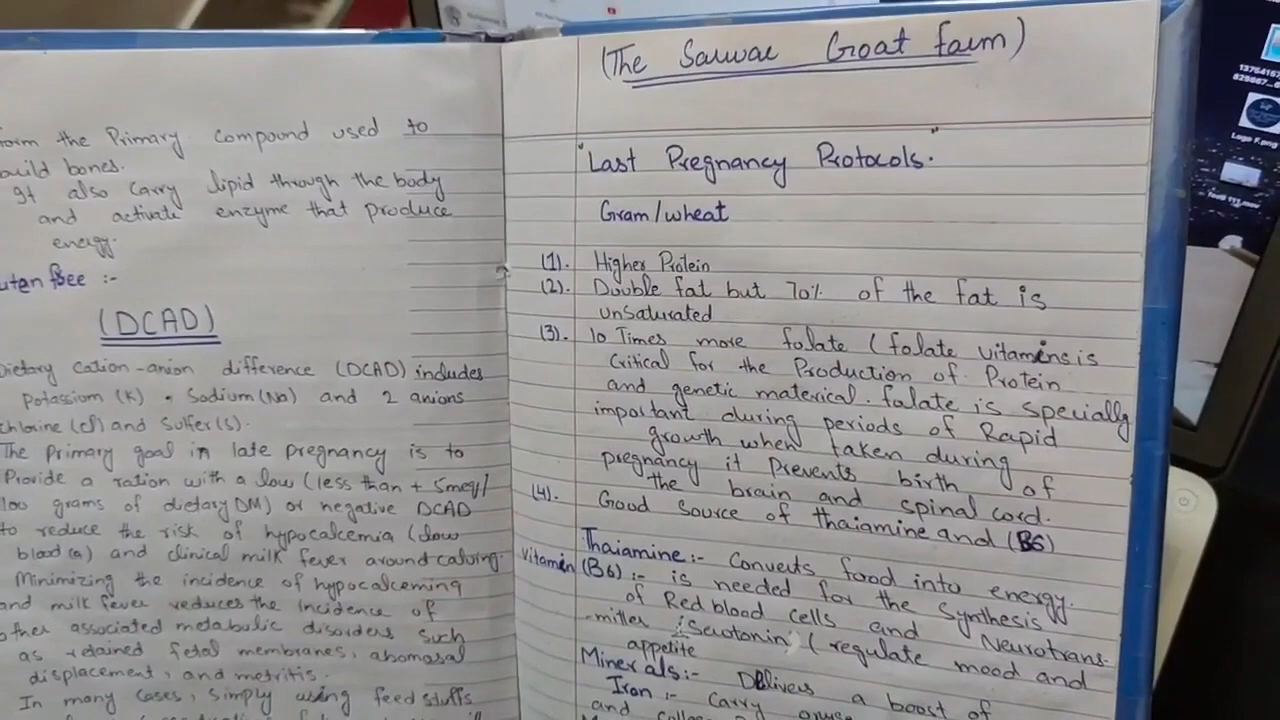 form the Primary compound used to
build bones.
It also carry lipid through the body
and activate enzyme that produce
energy.
free :-
(DCAD)
Dietary cation-anion difference (DCAD) includes
Potassium (K) . Sodium (Na) and 2 anions
chlorine (cl) and Sulfer (s).
The Primary goal in late pregnancy is to
Provide a ration with a low (less than + 5meq/
100 grams of dietary DM) or negative DCAD
to reduce the risk of hypocalcemia (low
blood (a) and clinical milk fever around calving.
Minimizing the incidence of hypocalceming
and milk fever reduces the incidence of
other associated metabolic disorders such
as retained fetal membranes, abomasal
displacement, and metritis.
In many cases, simply using feed stuffs
(The Sarwar Goat farm)
"Last Pregnancy Protocols."
Gram/wheat
(1). Higher Protein
(2). Double fat but 70% of the fat is
unsaturated
(3). 10 Times more folate (folate vitamins is
Critical for the Production of Protein
and genetic materical. folate is specially
important during periods of Rapid
growth when taken during
pregnancy it prevents birth of
the brain and spinal cord.
(4). Good Source of thaiamine and (B6)
Thaiamine :- Converts food into energy.
Vitamin (B6) :- is needed for the Synthesis
of Red blood cells and Neurotrans-
-mitter Serotonin (regulate mood and
appetite
Minerals :- Delivers a boost of
Iron :- Carry
and